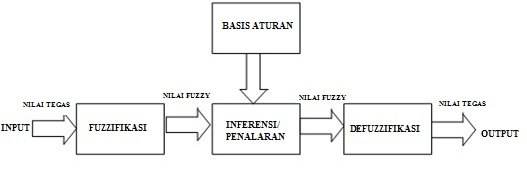 BASIS ATURAN
NILAI TEGAS
NILAI FUZZY
NILAI FUZZY
NILAI TEGAS
INPUT
FUZZIFIKASI
INFERENSI/
PENALARAN
DEFUZZIFIKASI
OUTPUT